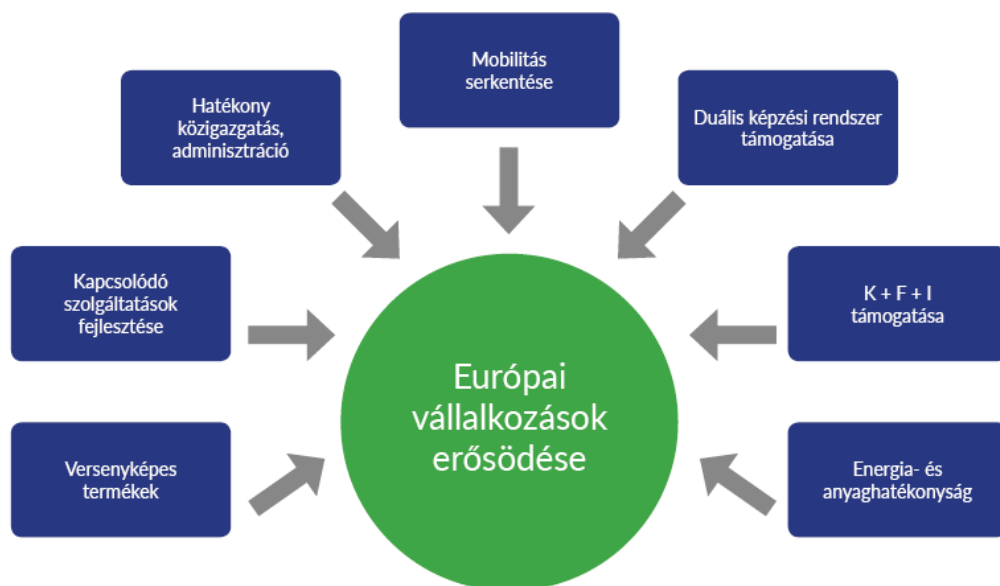 Mobilitás
serkentése
Hatékony
közigazgatás,
adminisztráció
Duális képzési rendszer
támogatása
Kapcsolódó
szolgáltatások
fejlesztése
K + F + I
támogatása
Európai
vállalkozások
erősödése
Versenyképes
termékek
Energia- és
anyaghatékonyság